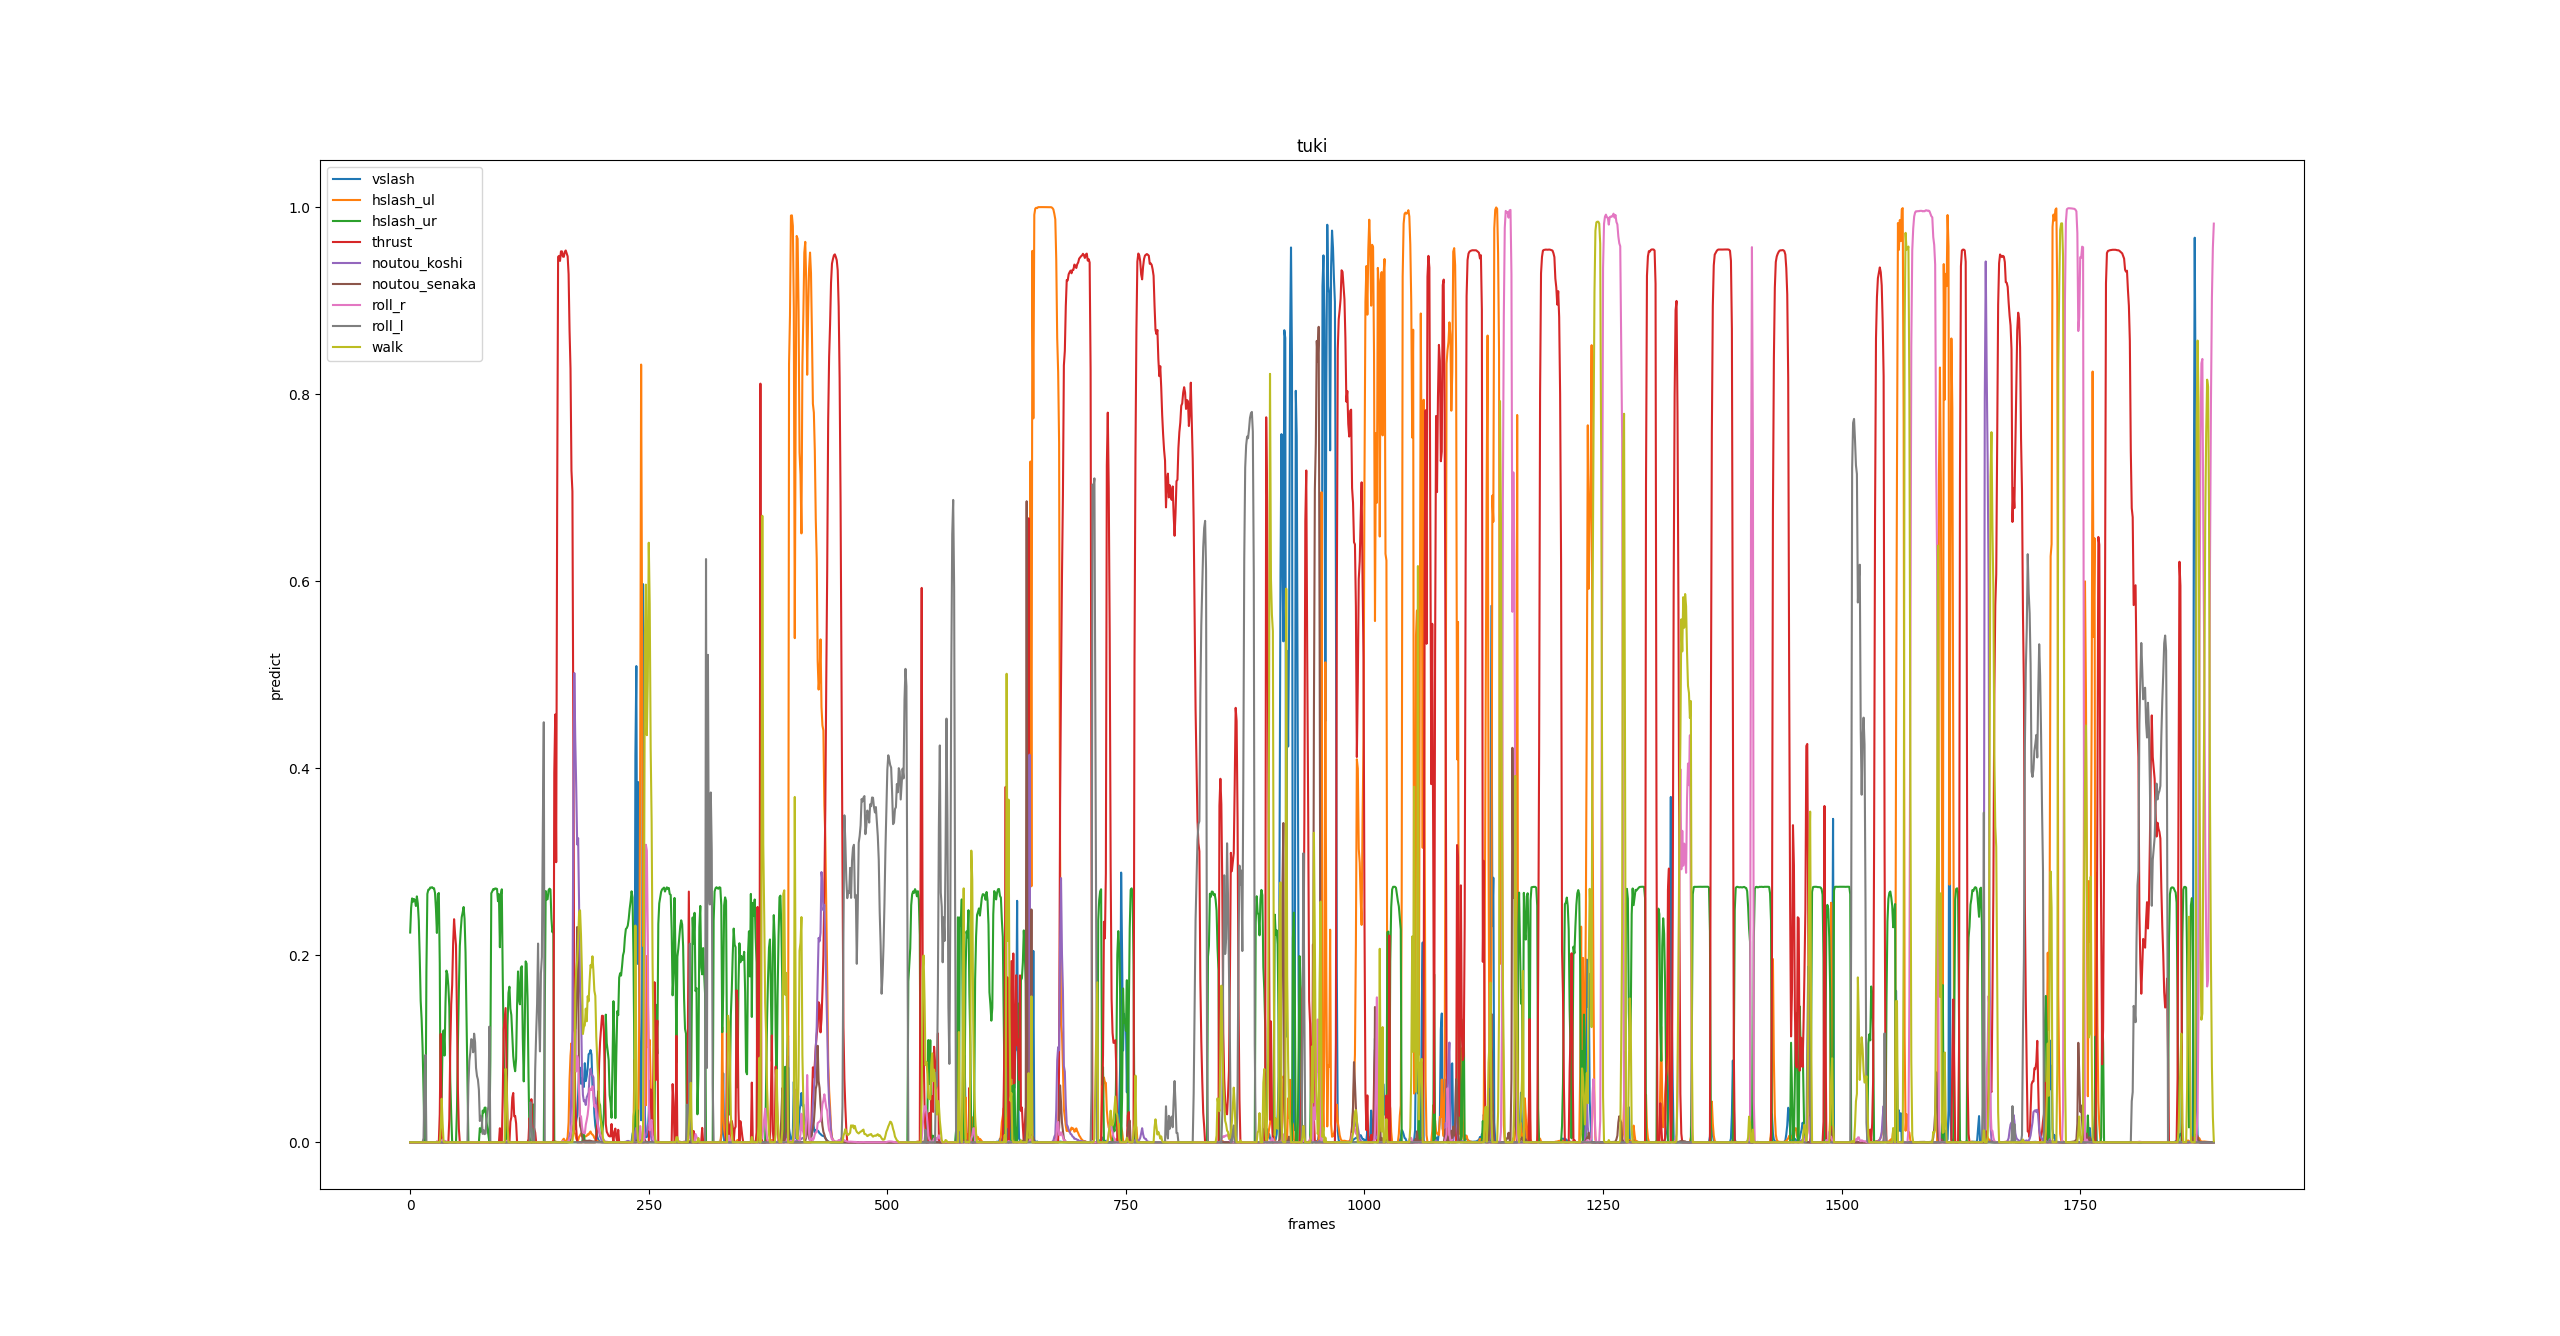 tuki
vslash
hslash_ul
hslash_ur
thrust
noutou_koshi
noutou_senaka
roll_r
roll_l
walk
1.0
0.8
0.6
0.4
0.2
0.0
predict
0 250 500 750 1000 1250 1500 1750
frames